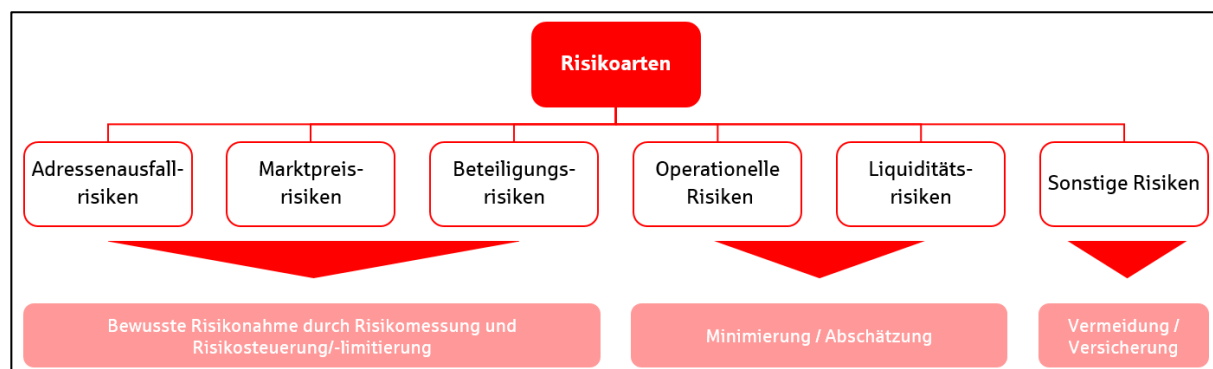 Risikoarten
Adressenausfall-
risiken
Marktpreis-
risiken
Beteiligungs-
risiken
Operationelle
Risiken
Liquiditäts-
risiken
Sonstige Risiken
Bewusste Risikonahme durch Risikomessung und
Risikosteuerung/-limitierung
Minimierung / Abschätzung
Vermeidung /
Versicherung